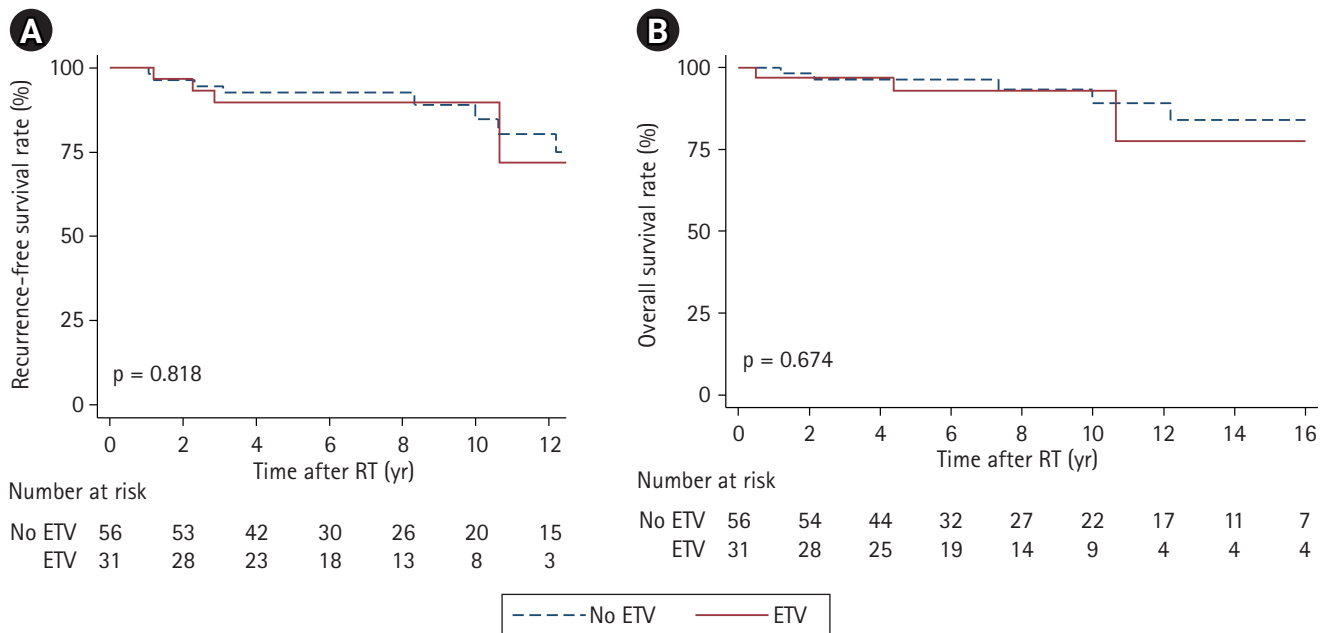 A
Recurrence-free survival rate (%)
100
75
50
25
0
p = 0.818
0 2 4 6 8 10 12
Time after RT (yr)
Number at risk
No ETV 56 53 42 30 26 20 15
ETV 31 28 23 18 13 8 3
B
Overall survival rate (%)
100
75
50
25
0
p = 0.674
0 2 4 6 8 10 12 14 16
Time after RT (yr)
Number at risk
No ETV 56 54 44 32 27 22 17 11 7
ETV 31 28 25 19 14 9 4 4 4
No ETV ETV